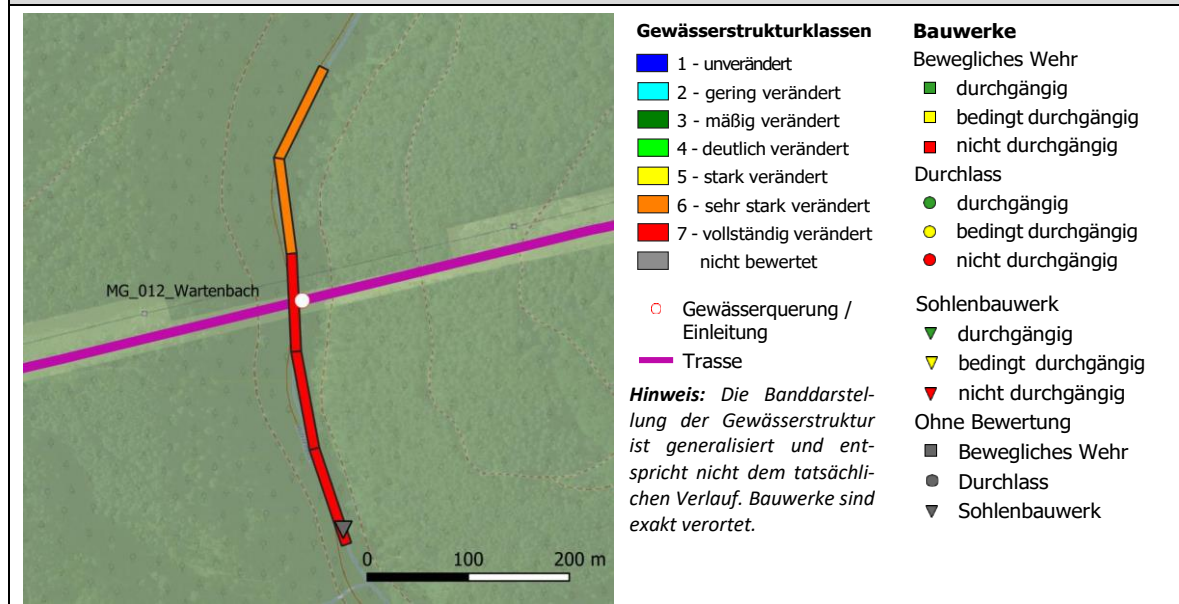 MG_012_Wartenbach
0 100 200 m
Gewässerstrukturklassen
1 - unverändert
2 - gering verändert
3 - mäßig verändert
4 - deutlich verändert
5 - stark verändert
6 - sehr stark verändert
7 - vollständig verändert
nicht bewertet
Gewässerquerung /
Einleitung
Trasse
Hinweis: Die Banddarstel-
lung der Gewässerstruktur
ist generalisiert und ent-
spricht nicht dem tatsächli-
chen Verlauf. Bauwerke sind
exakt verortet.
Bauwerke
Bewegliches Wehr
durchgängig
bedingt durchgängig
nicht durchgängig
Durchlass
durchgängig
bedingt durchgängig
nicht durchgängig
Sohlenbauwerk
durchgängig
bedingt durchgängig
nicht durchgängig
Ohne Bewertung
Bewegliches Wehr
Durchlass
Sohlenbauwerk